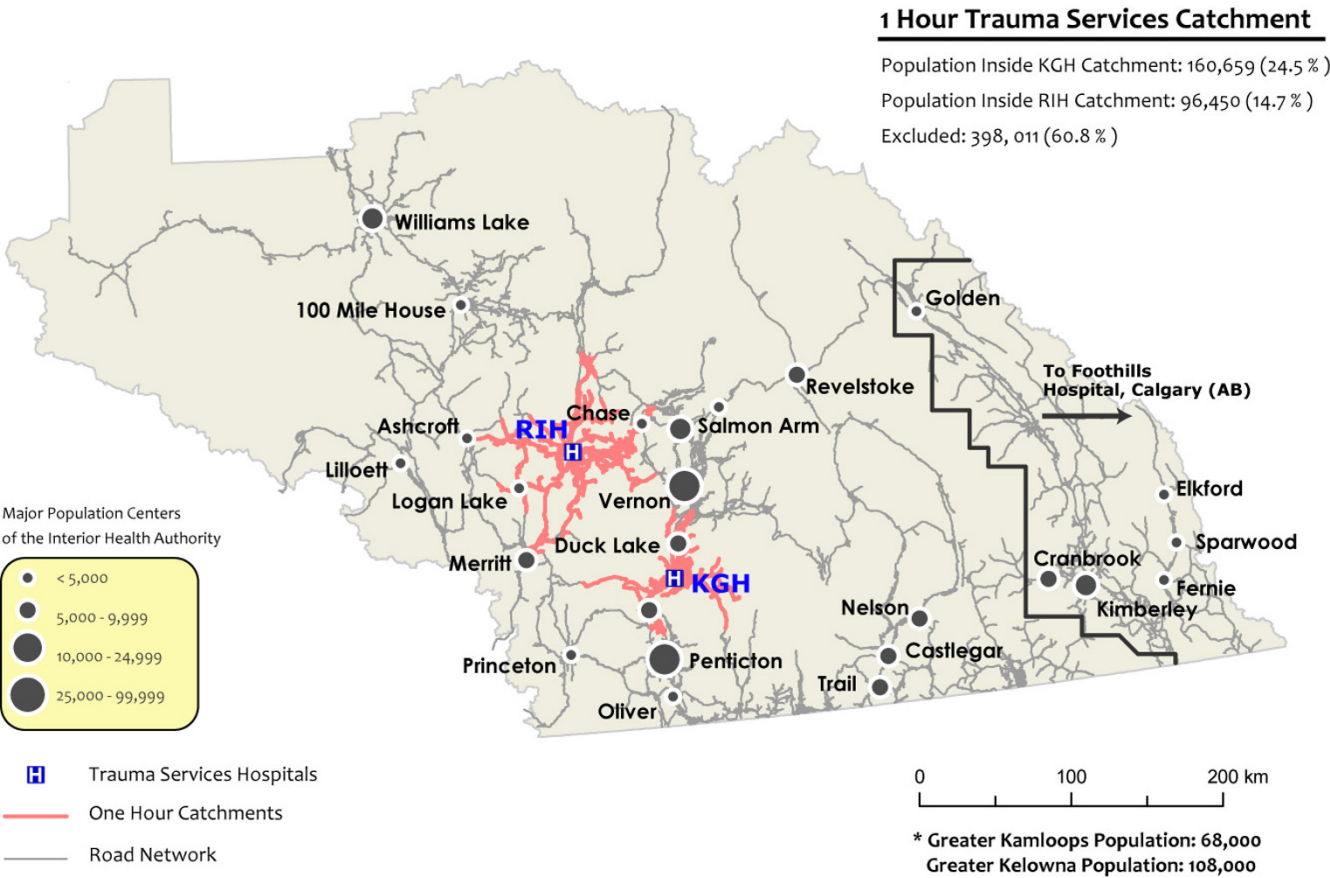 1 Hour Trauma Services Catchment
Population Inside KGH Catchment: 160,659 (24.5 % )
Population Inside RIH Catchment: 96,450 (14.7 % )
Excluded: 398, 011 (60.8 % )
Williams Lake
100 Mile House
Golden
To Foothills
Hospital, Calgary (AB)
Revelstoke
Chase
Ashcroft
RIH
H
Salmon Arm
Lilloett
Logan Lake
Vernon
Elkford
Duck Lake
Sparwood
Merritt
Cranbrook
H
KGH
Fernie
Kimberley
Nelson
Princeton
Penticton
Castlegar
Trail
Oliver
Major Population Centers
of the Interior Health Authority
< 5,000
5,000 - 9,999
10,000 - 24,999
25,000 - 99,999
H Trauma Services Hospitals
One Hour Catchments
Road Network
0 100 200 km
* Greater Kamloops Population: 68,000
Greater Kelowna Population: 108,000